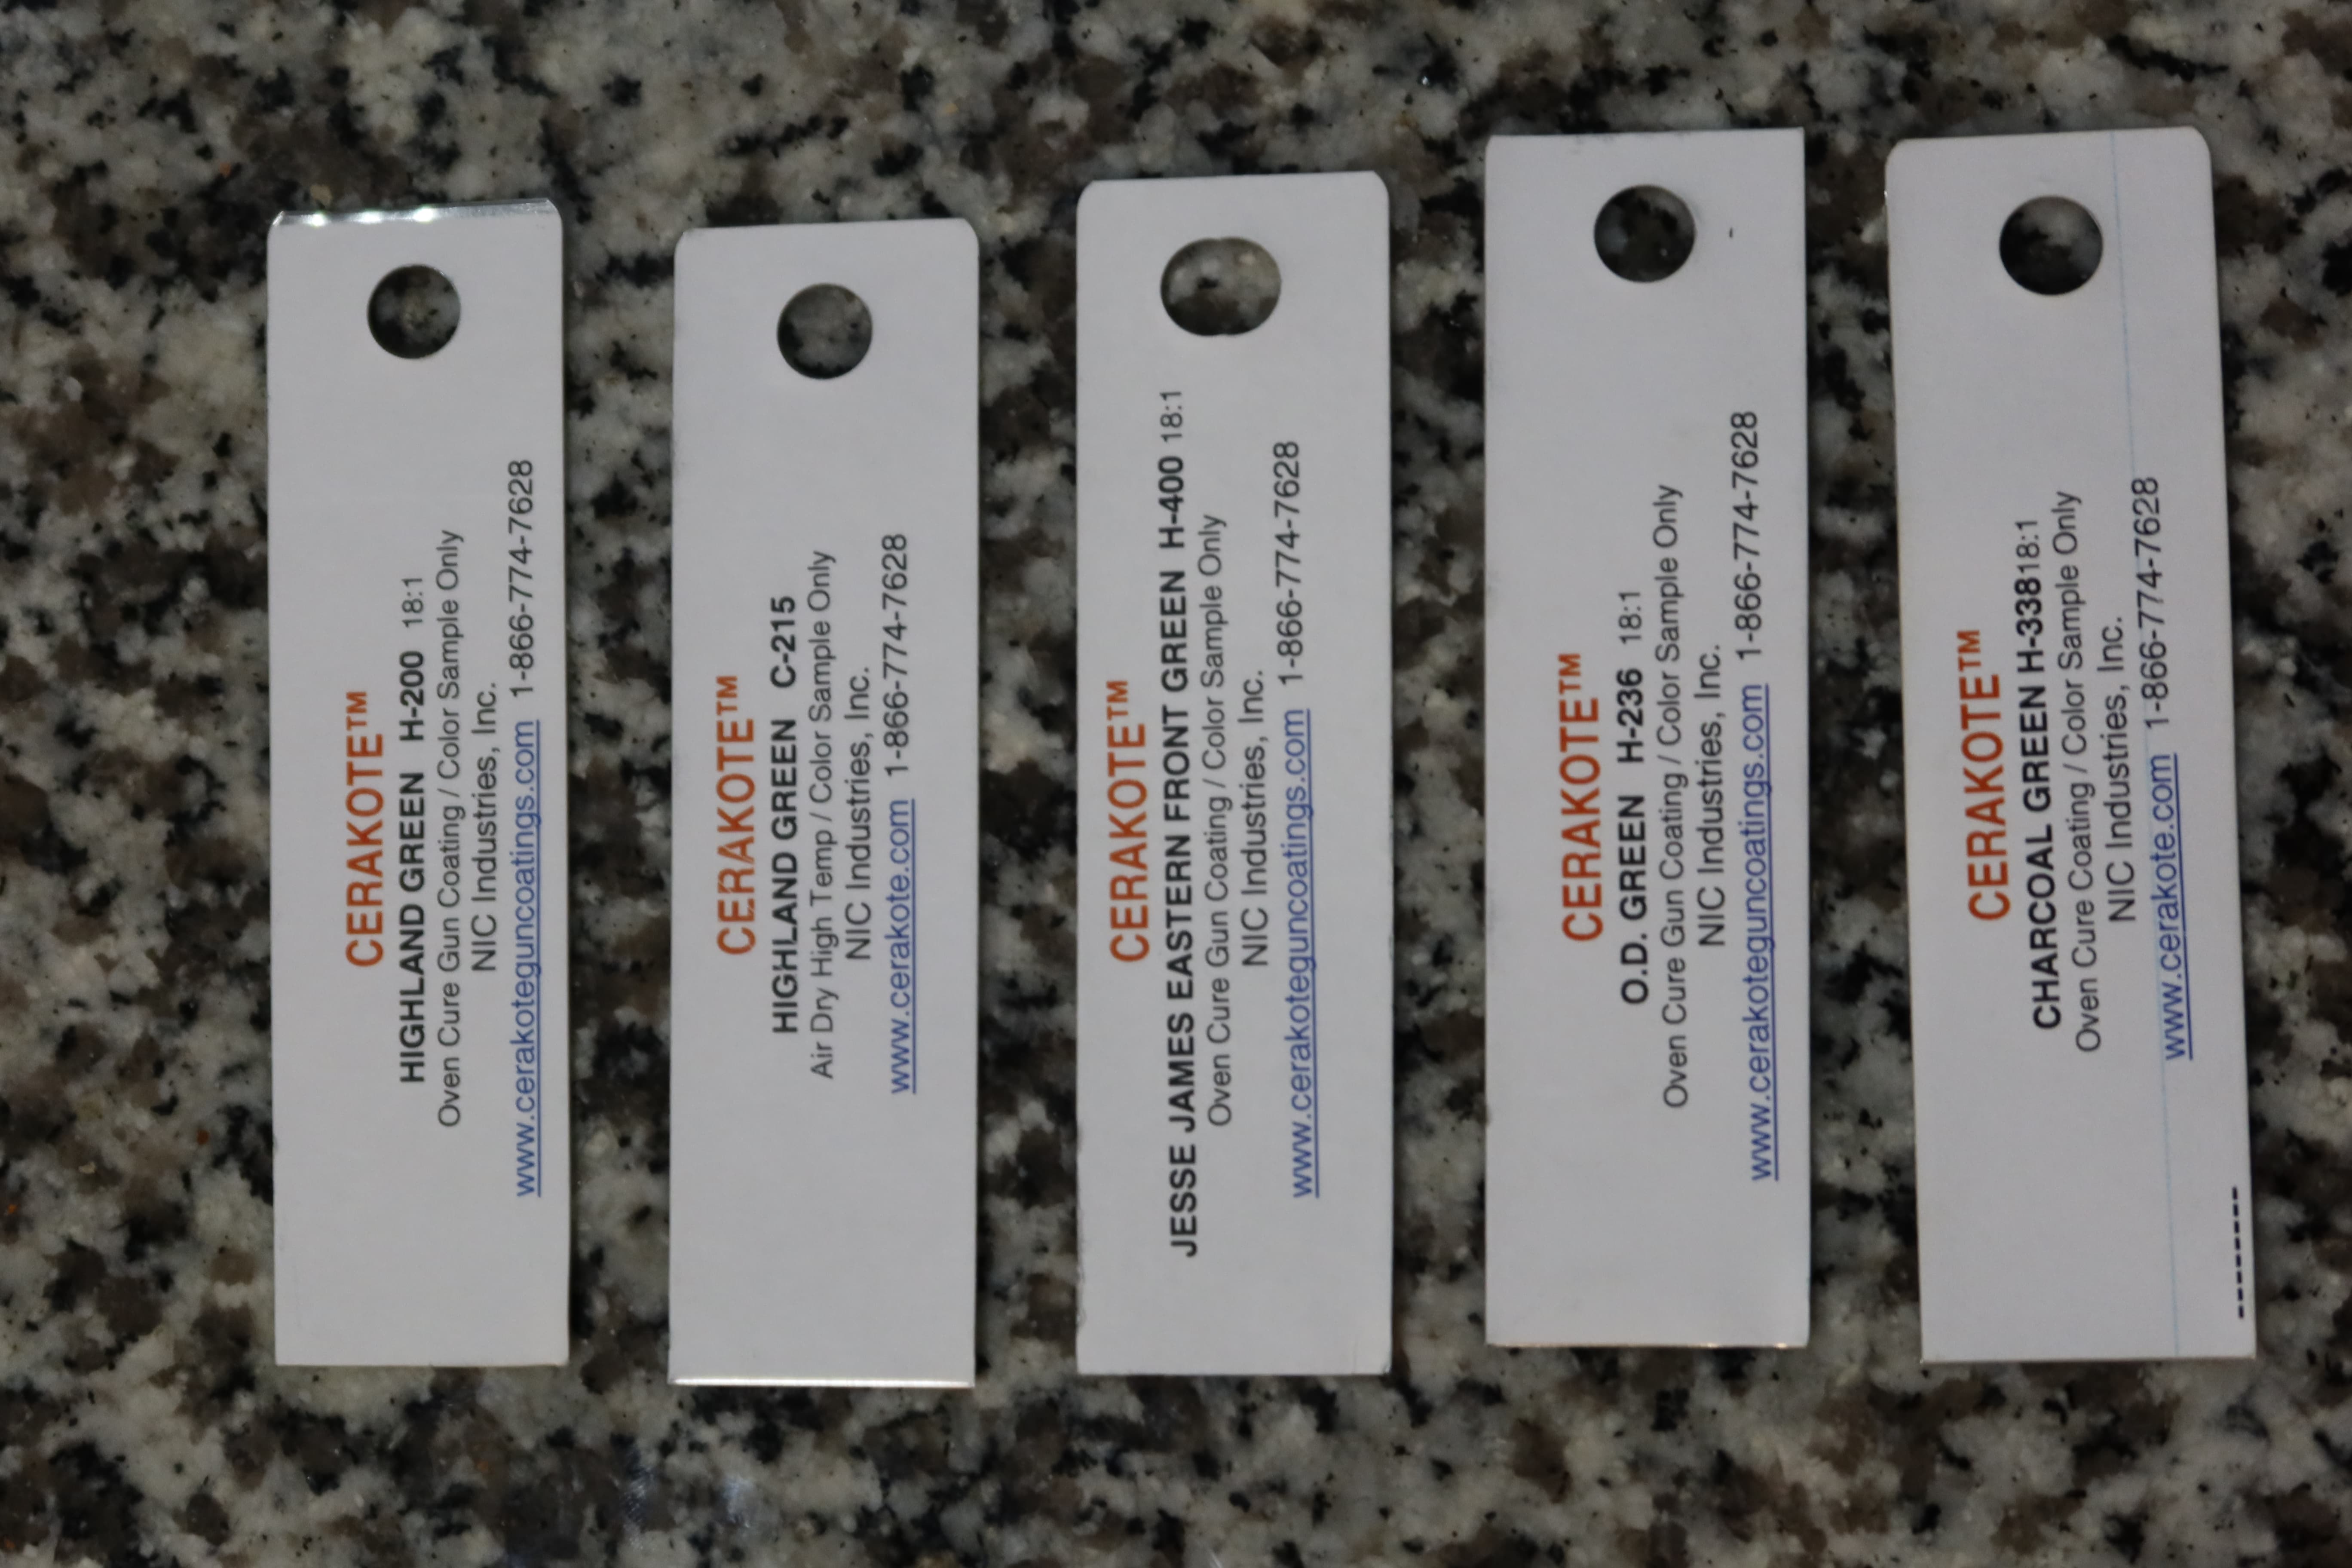 CERAKOTE™
HIGHLAND GREEN H-200 18:1
Oven Cure Gun Coating / Color Sample Only
NIC Industries, Inc.
www.cerakoteguncoatings.com 1-866-774-7628
CERAKOTE™
HIGHLAND GREEN C-215
Air Dry High Temp / Color Sample Only
NIC Industries, Inc.
www.cerakote.com 1-866-774-7628
CERAKOTE™
JESSE JAMES EASTERN FRONT GREEN H-400 18:1
Oven Cure Gun Coating / Color Sample Only
NIC Industries, Inc.
www.cerakoteguncoatings.com 1-866-774-7628
CERAKOTE™
O.D. GREEN H-236 18:1
Oven Cure Gun Coating / Color Sample Only
NIC Industries, Inc.
www.cerakoteguncoatings.com 1-866-774-7628
CERAKOTE™
CHARCOAL GREEN H-33818:1
Oven Cure Coating / Color Sample Only
NIC Industries, Inc.
www.cerakote.com 1-866-774-7628